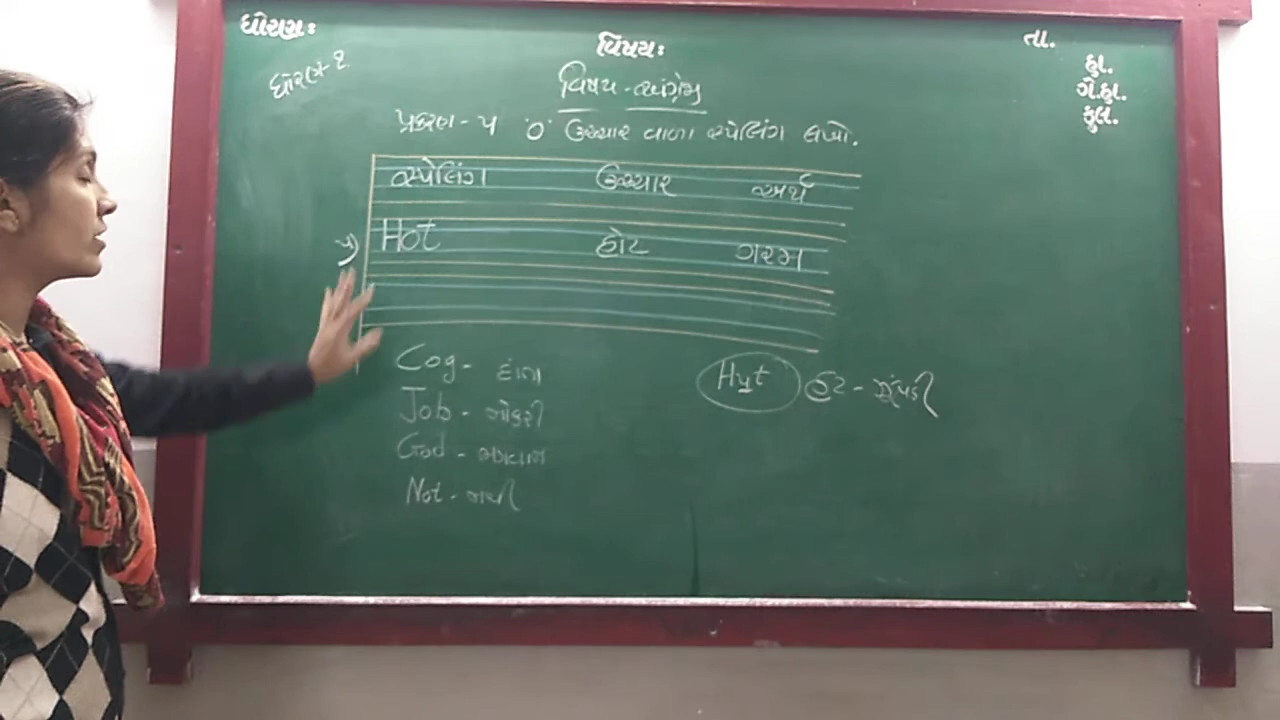 ધોરણઃ
વિષયઃ
તા.
હા.
ગે.હા.
કુલ.
ધોરણ-૨
વિષય-અંગ્રેજી
પ્રકરણ-૫ 'o' ઉચ્ચાર વાળા સ્પેલિંગ લખો.
સ્પેલિંગ ઉચ્ચાર અર્થ
૫) Hot હોટ ગરમ
Cog- દાંતા
Job - નોકરી
God - ભગવાન
Not - નથી
Hut હટ - ઝૂંપડી